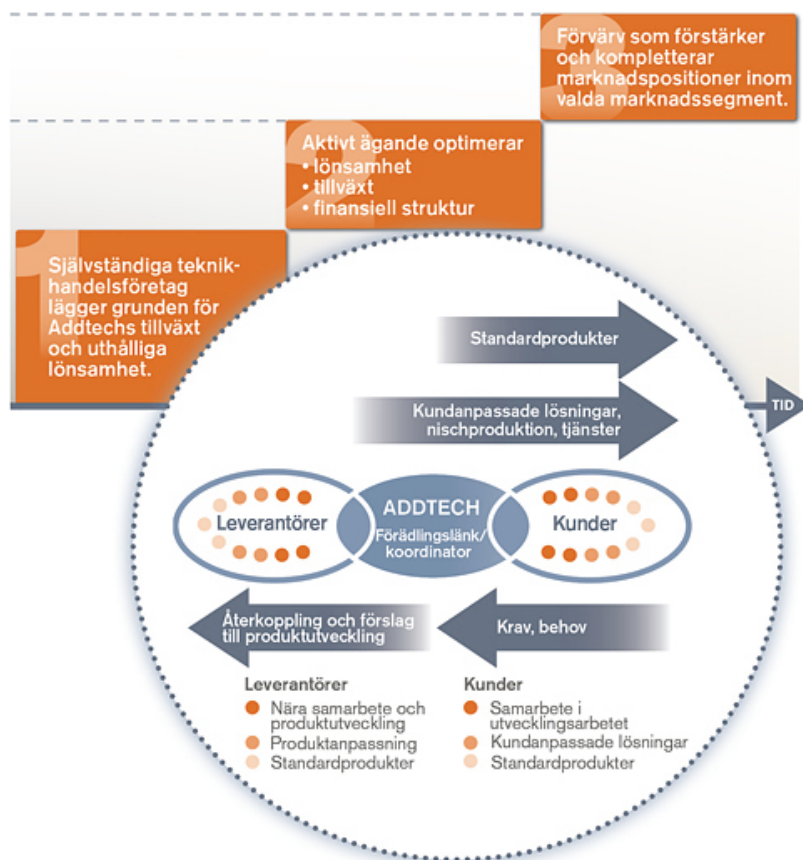 3
Förvärv som förstärker
och kompletterar
marknadspositioner inom
valda marknadssegment.
2
Aktivt ägande optimerar
• lönsamhet
• tillväxt
• finansiell struktur
1
Självständiga teknik-
handelsföretag
lägger grunden för
Addtechs tillväxt
och uthålliga
lönsamhet.
Standardprodukter
TID
Kundanpassade lösningar,
nischproduktion, tjänster
Leverantörer
ADDTECH
Förädlingslänk/
koordinator
Kunder
Återkoppling och förslag
till produktutveckling
Krav, behov
Leverantörer
Nära samarbete och
produktutveckling
Produktanpassning
Standardprodukter
Kunder
Samarbete i
utvecklingsarbetet
Kundanpassade lösningar
Standardprodukter